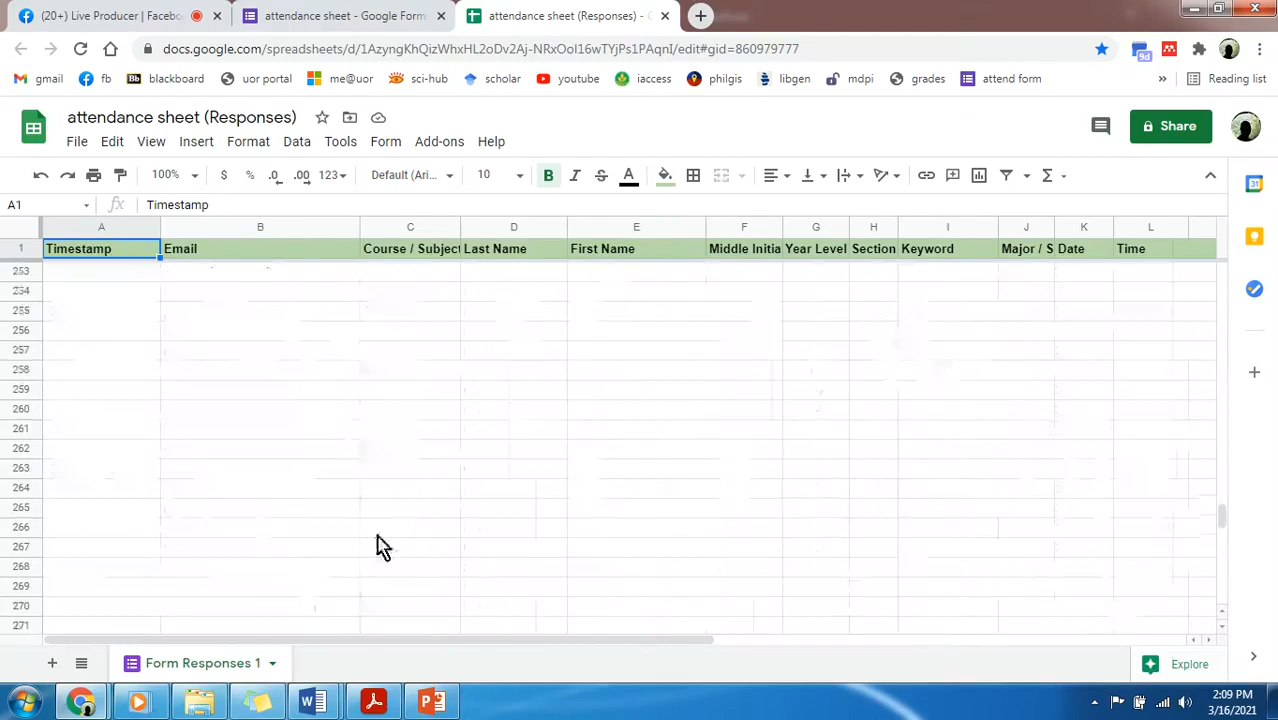 (20+) Live Producer | Facebo
attendance sheet - Google Form
attendance sheet (Responses) - G
docs.google.com/spreadsheets/d/1AzyngKhQizWhxHL2oDv2Aj-NRxOoI16wTYjPs1PAqnI/edit#gid=860979777
9d
gmail
fb
Bb
blackboard
uor portal
me@uor
sci-hub
scholar
youtube
iaccess
philgis
libgen
mdpi
grades
attend form
»
Reading list
attendance sheet (Responses)
Share
File Edit View Insert Format Data Tools Form Add-ons Help
100% $ % .0 .00 123 Default (Ari... 10 B I S A
A1 fx Timestamp
A B C D E F G H I J K L
1 Timestamp Email Course / Subject Last Name First Name Middle Initia Year Level Section Keyword Major / S Date Time
253
254
255
256
257
258
259
260
261
262
263
264
265
266
267
268
269
270
271
Form Responses 1
Explore
2:09 PM
3/16/2021